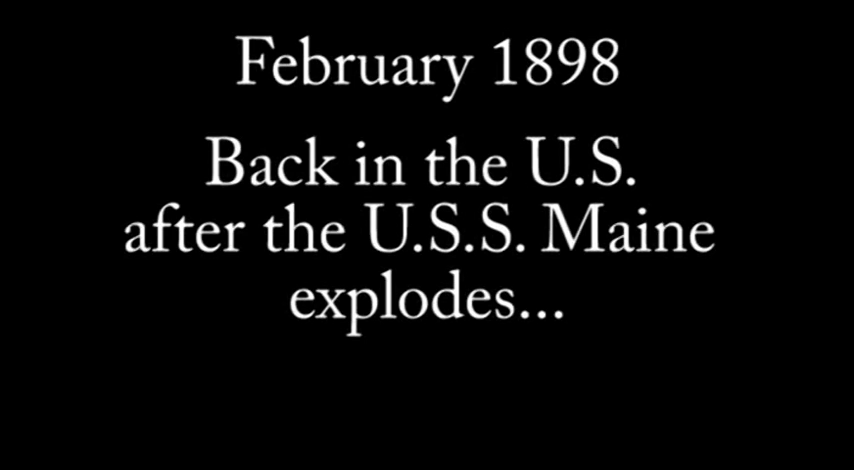 February 1898
Back in the U.S.
after the U.S.S. Maine
explodes...